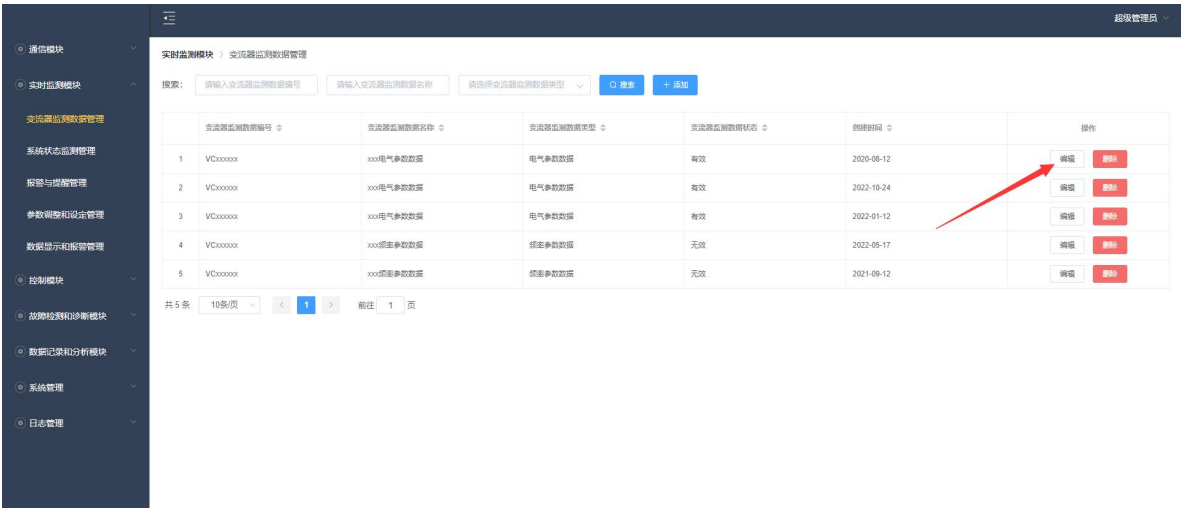 超级管理员
通信模块
实时监测模块
变流器监测数据管理
系统状态监测管理
报警与提醒管理
参数调整和设定管理
数据显示和报警管理
控制模块
故障检测和诊断模块
数据记录和分析模块
系统管理
日志管理
实时监测模块 > 变流器监测数据管理
搜索: 请输入变流器监测数据编号 请输入变流器监测数据名称 请选择变流器监测数据类型 搜索 + 添加
变流器监测数据编号 变流器监测数据名称 变流器监测数据类型 变流器监测数据状态 创建时间 操作
1 VCxxxxxx xxx电气参数数据 电气参数数据 有效 2020-08-12 编辑 删除
2 VCxxxxxx xxx电气参数数据 电气参数数据 有效 2022-10-24 编辑 删除
3 VCxxxxxx xxx电气参数数据 电气参数数据 有效 2022-01-12 编辑 删除
4 VCxxxxxx xxx频率参数数据 频率参数数据 无效 2022-05-17 编辑 删除
5 VCxxxxxx xxx频率参数数据 频率参数数据 无效 2021-09-12 编辑 删除
共 5 条 10条/页 < 1 > 前往 1 页